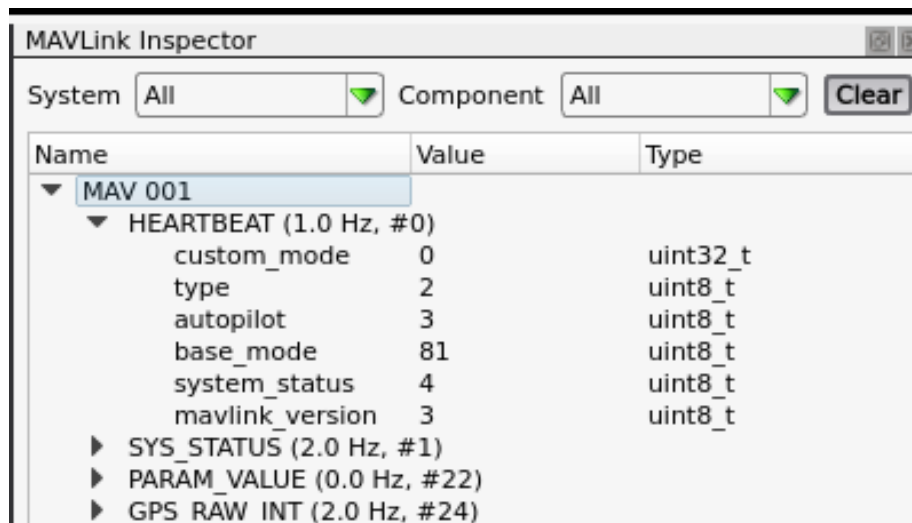 MAVLink Inspector
System All Component All Clear
Name Value Type
MAV 001
HEARTBEAT (1.0 Hz, #0)
custom_mode 0 uint32_t
type 2 uint8_t
autopilot 3 uint8_t
base_mode 81 uint8_t
system_status 4 uint8_t
mavlink_version 3 uint8_t
SYS_STATUS (2.0 Hz, #1)
PARAM_VALUE (0.0 Hz, #22)
GPS_RAW_INT (2.0 Hz, #24)